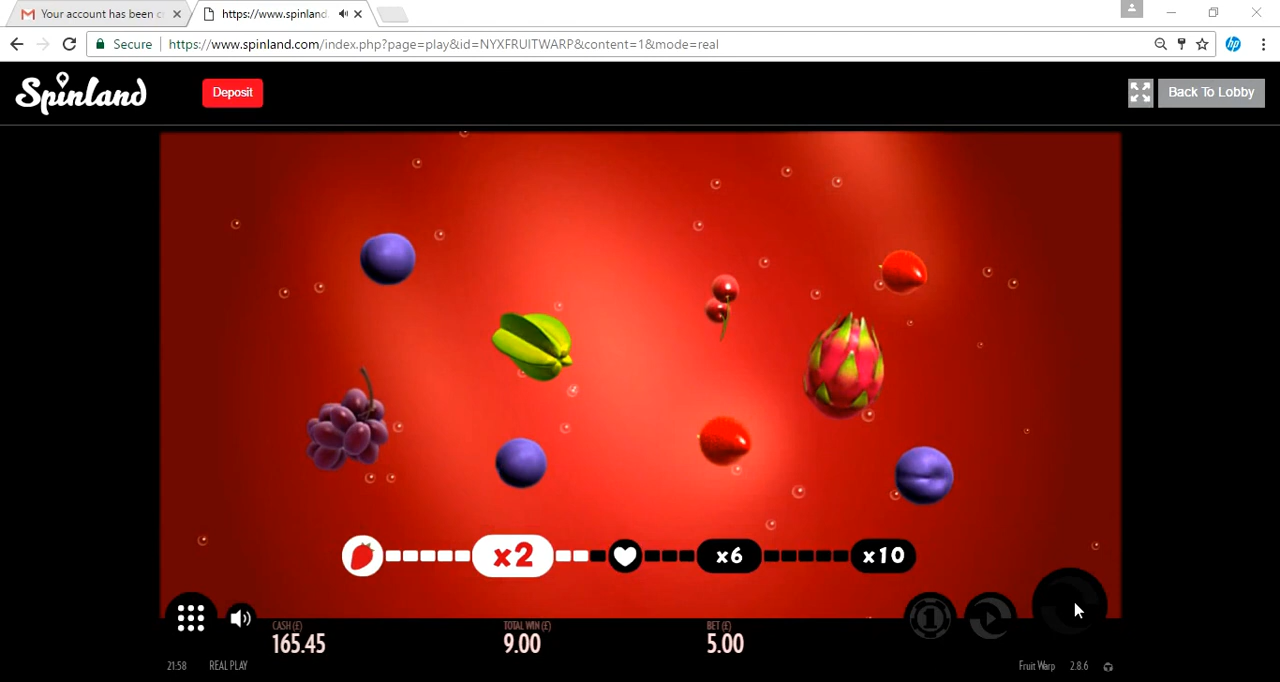 Your account has been c
https://www.spinland.
Secure
https://www.spinland.com/index.php?page=play&id=NYXFRUITWARP&content=1&mode=real
hp
Spinland
Deposit
Back To Lobby
x2
x6
x10
1
CASH (£)
165.45
TOTAL WIN (£)
9.00
BET (£)
5.00
21:58
REAL PLAY
Fruit Warp
2.8.6